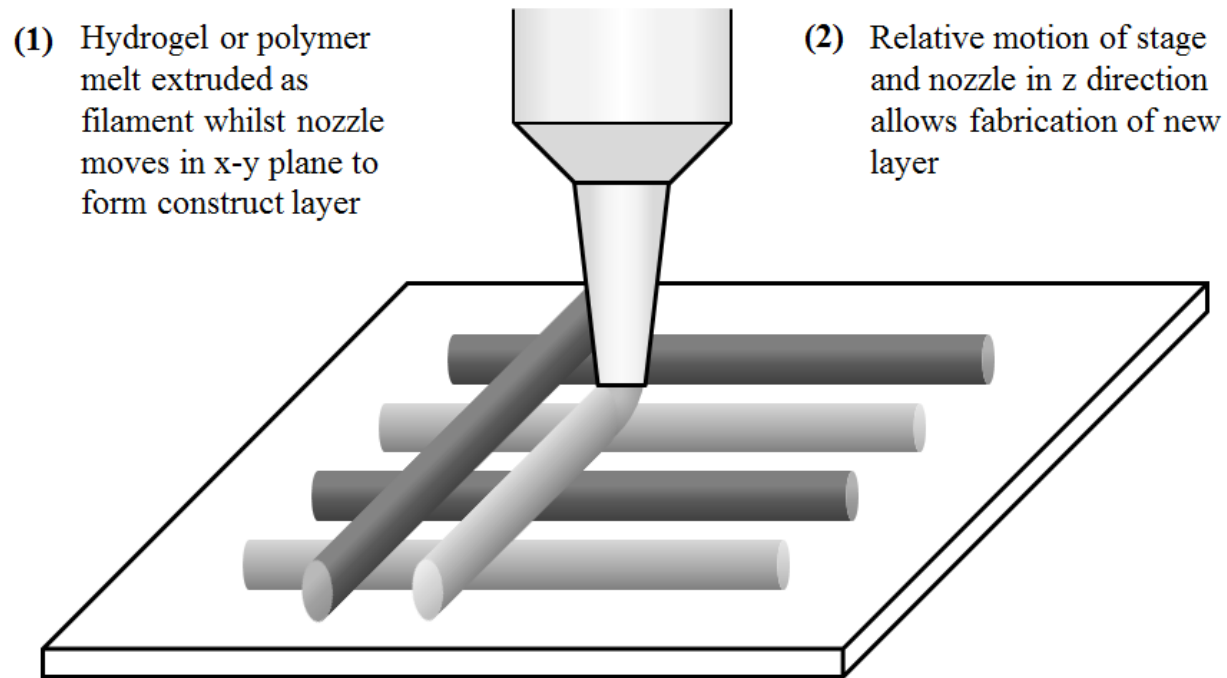 (1) Hydrogel or polymer
melt extruded as
filament whilst nozzle
moves in x-y plane to
form construct layer
(2) Relative motion of stage
and nozzle in z direction
allows fabrication of new
layer